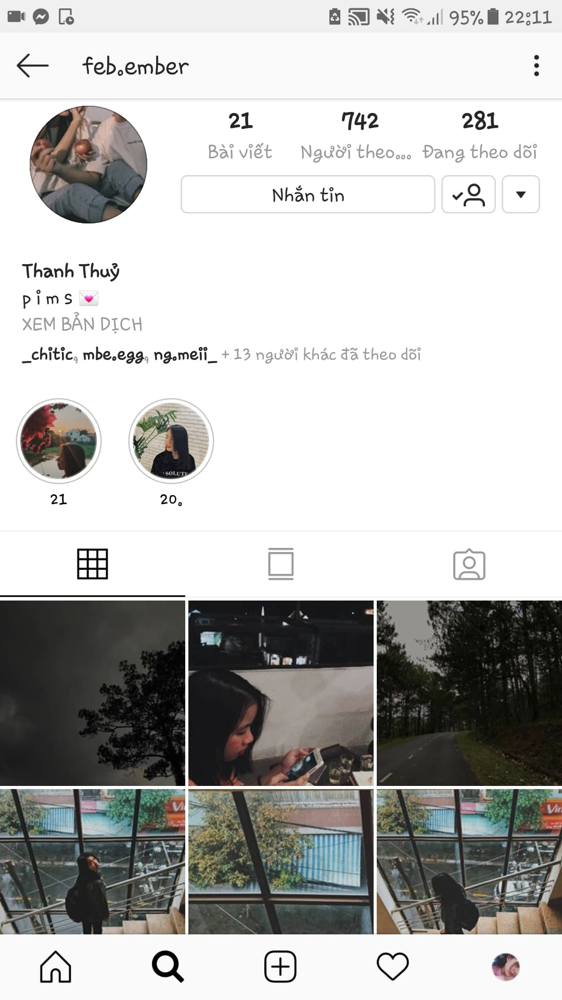 95% 22:11
feb.ember
21 742 281
Bài viết Người theo... Đang theo dõi
Nhắn tin
Thanh Thuỷ
p i m s 💌
XEM BẢN DỊCH
_chitic, mbe.egg, ng.meii_ + 13 người khác đã theo dõi
SOLUTE
21 20.